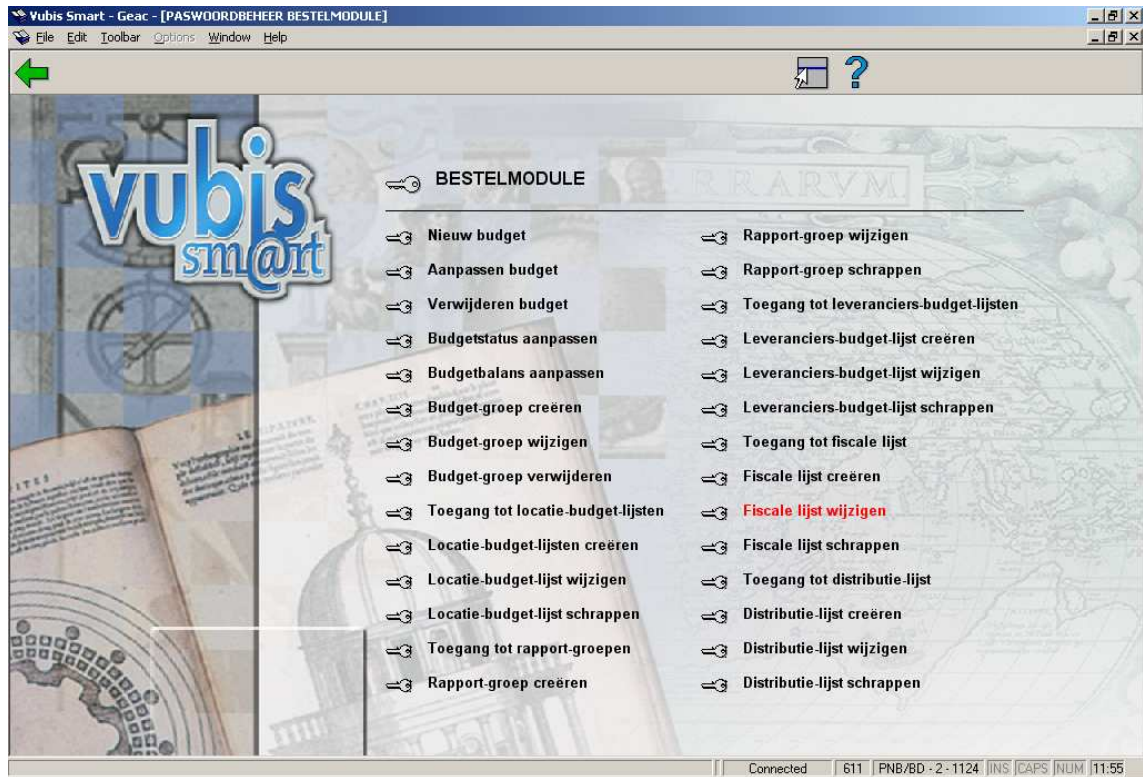 Vubis Smart - Geac - [PASWOORDBEHEER BESTELMODULE]
File Edit Toolbar Options Window Help
vubis
sm@rt
BESTELMODULE
Nieuw budget
Aanpassen budget
Verwijderen budget
Budgetstatus aanpassen
Budgetbalans aanpassen
Budget-groep creëren
Budget-groep wijzigen
Budget-groep verwijderen
Toegang tot locatie-budget-lijsten
Locatie-budget-lijsten creëren
Locatie-budget-lijst wijzigen
Locatie-budget-lijst schrappen
Toegang tot rapport-groepen
Rapport-groep creëren
Rapport-groep wijzigen
Rapport-groep schrappen
Toegang tot leveranciers-budget-lijsten
Leveranciers-budget-lijst creëren
Leveranciers-budget-lijst wijzigen
Leveranciers-budget-lijst schrappen
Toegang tot fiscale lijst
Fiscale lijst creëren
Fiscale lijst wijzigen
Fiscale lijst schrappen
Toegang tot distributie-lijst
Distributie-lijst creëren
Distributie-lijst wijzigen
Distributie-lijst schrappen
Connected 611 PNB/BD - 2 - 1124 INS CAPS NUM 11:55